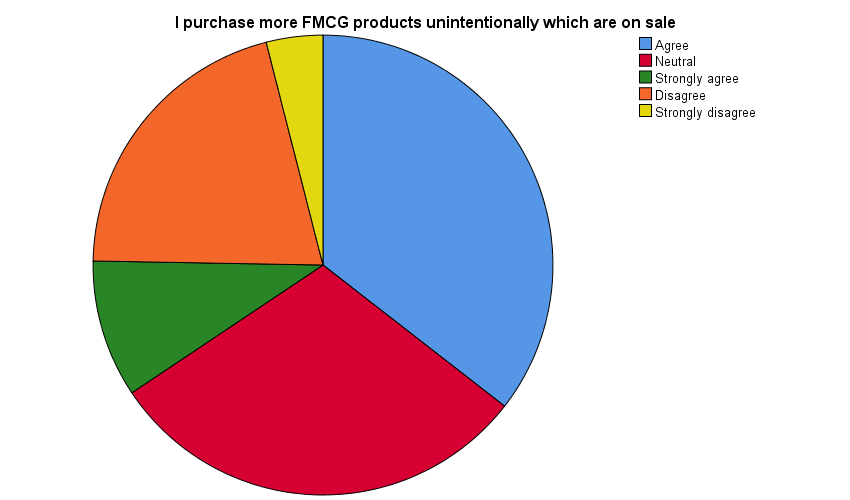 I purchase more FMCG products unintentionally which are on sale
Agree
Neutral
Strongly agree
Disagree
Strongly disagree